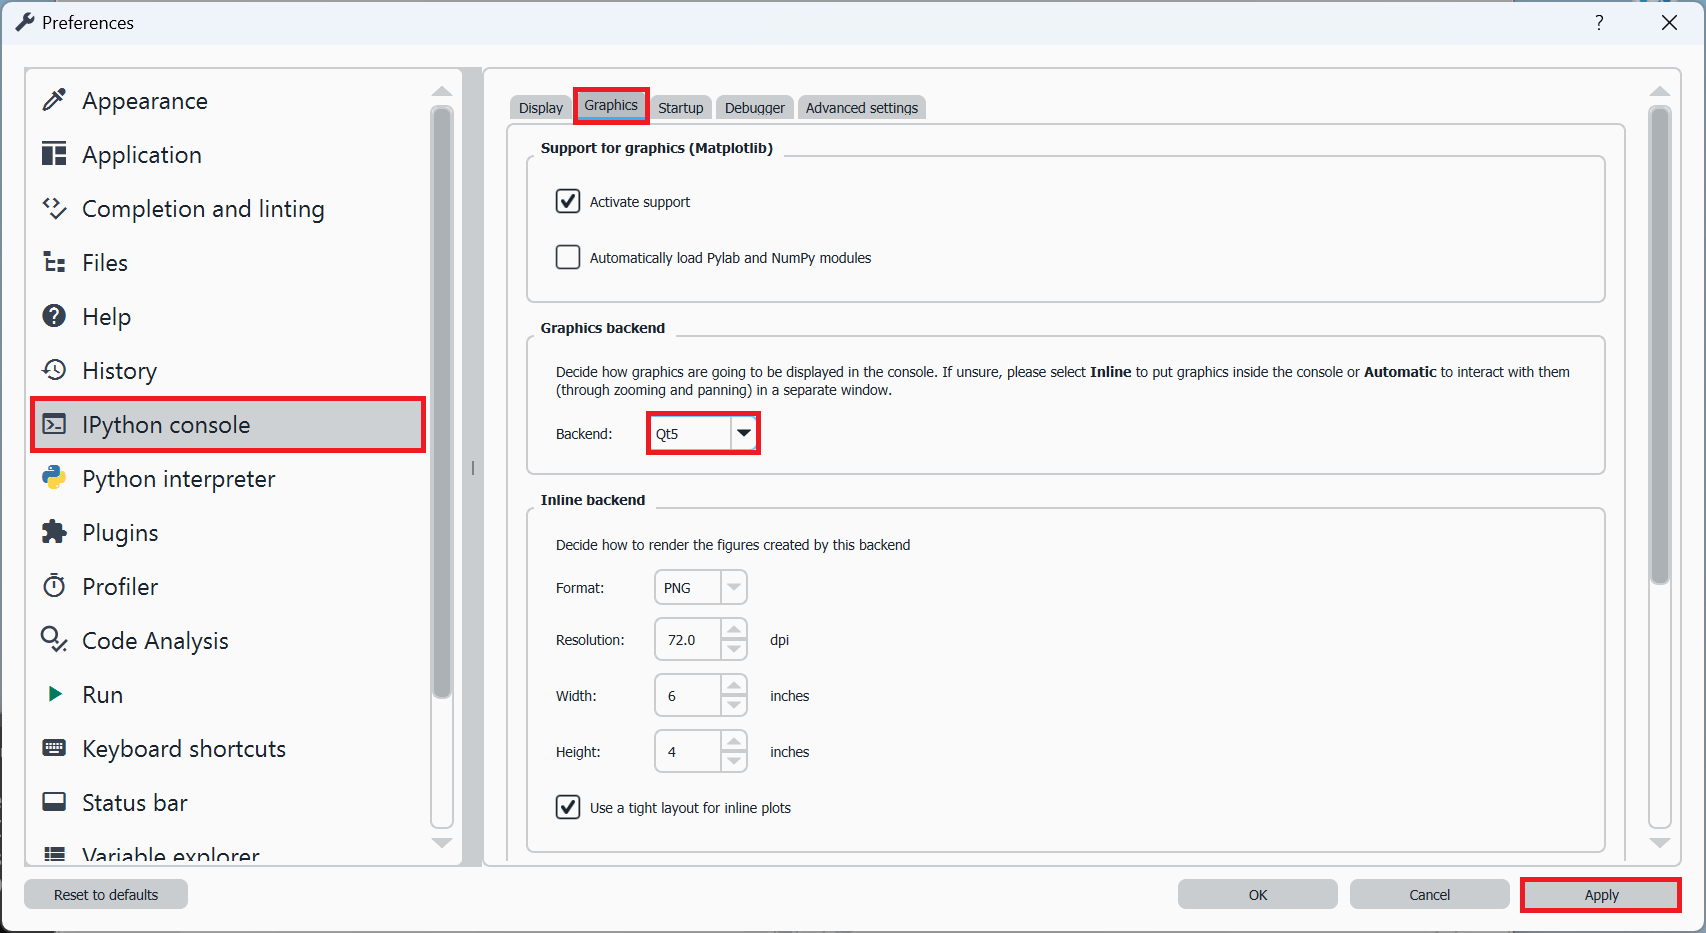 Preferences
?
Appearance
Application
Completion and linting
Files
Help
History
IPython console
Python interpreter
Plugins
Profiler
Code Analysis
Run
Keyboard shortcuts
Status bar
Variable explorer
Display Graphics Startup Debugger Advanced settings
Support for graphics (Matplotlib)
Activate support
Automatically load Pylab and NumPy modules
Graphics backend
Decide how graphics are going to be displayed in the console. If unsure, please select Inline to put graphics inside the console or Automatic to interact with them
(through zooming and panning) in a separate window.
Backend: Qt5
Inline backend
Decide how to render the figures created by this backend
Format: PNG
Resolution: 72.0 dpi
Width: 6 inches
Height: 4 inches
Use a tight layout for inline plots
Reset to defaults OK Cancel Apply